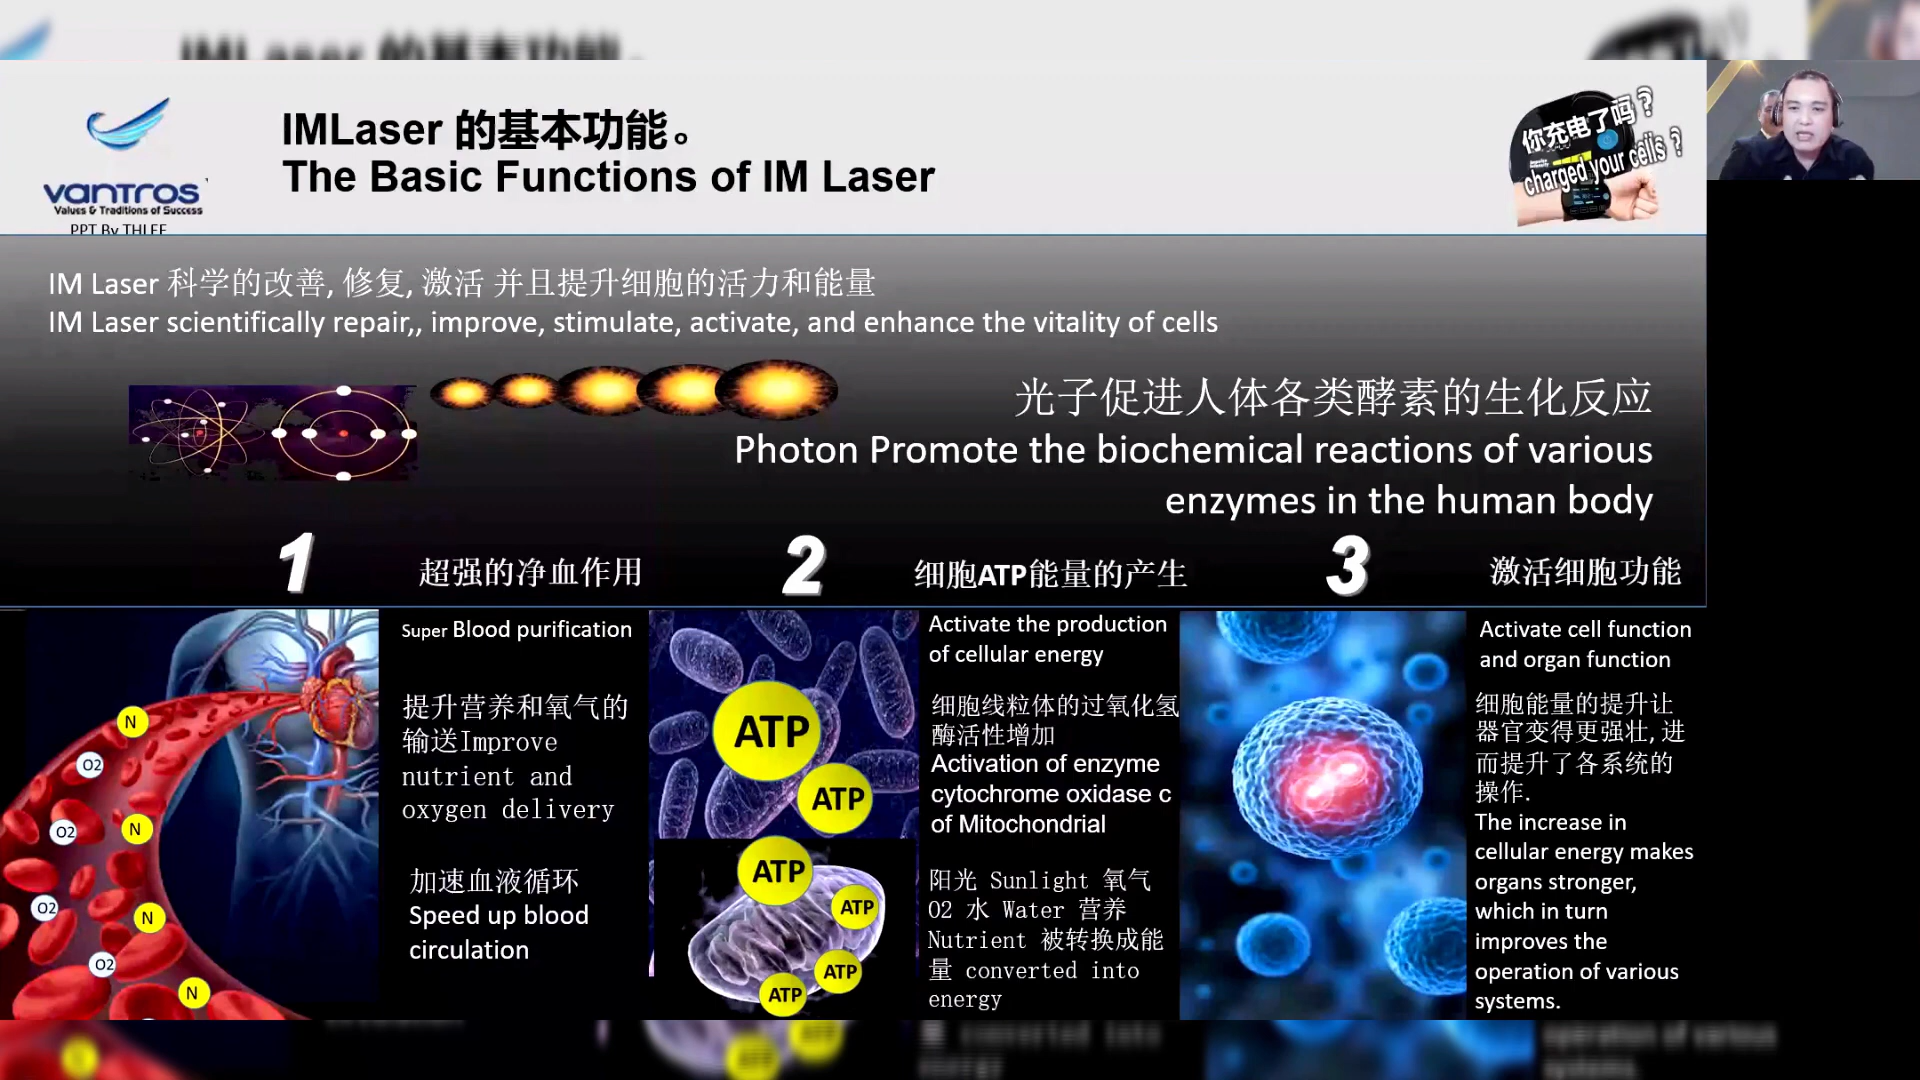 vantros
Values & Traditions of Success
PPT By THLEE
IMLaser 的基本功能。
The Basic Functions of IM Laser
你充电了吗？
charged your cells ?
IM Laser 科学的改善, 修复, 激活 并且提升细胞的活力和能量
IM Laser scientifically repair,, improve, stimulate, activate, and enhance the vitality of cells
光子促进人体各类酵素的生化反应
Photon Promote the biochemical reactions of various
enzymes in the human body
1 超强的净血作用
2 细胞ATP能量的产生
3 激活细胞功能
N
O2
N
O2
O2
N
O2
N
Super Blood purification
提升营养和氧气的
输送Improve
nutrient and
oxygen delivery
加速血液循环
Speed up blood
circulation
ATP
ATP
ATP
ATP
ATP
ATP
Activate the production
of cellular energy
细胞线粒体的过氧化氢
酶活性增加
Activation of enzyme
cytochrome oxidase c
of Mitochondrial
阳光 Sunlight 氧气
O2 水 Water 营养
Nutrient 被转换成能
量 converted into
energy
Activate cell function
and organ function
细胞能量的提升让
器官变得更强壮, 进
而提升了各系统的
操作.
The increase in
cellular energy makes
organs stronger,
which in turn
improves the
operation of various
systems.